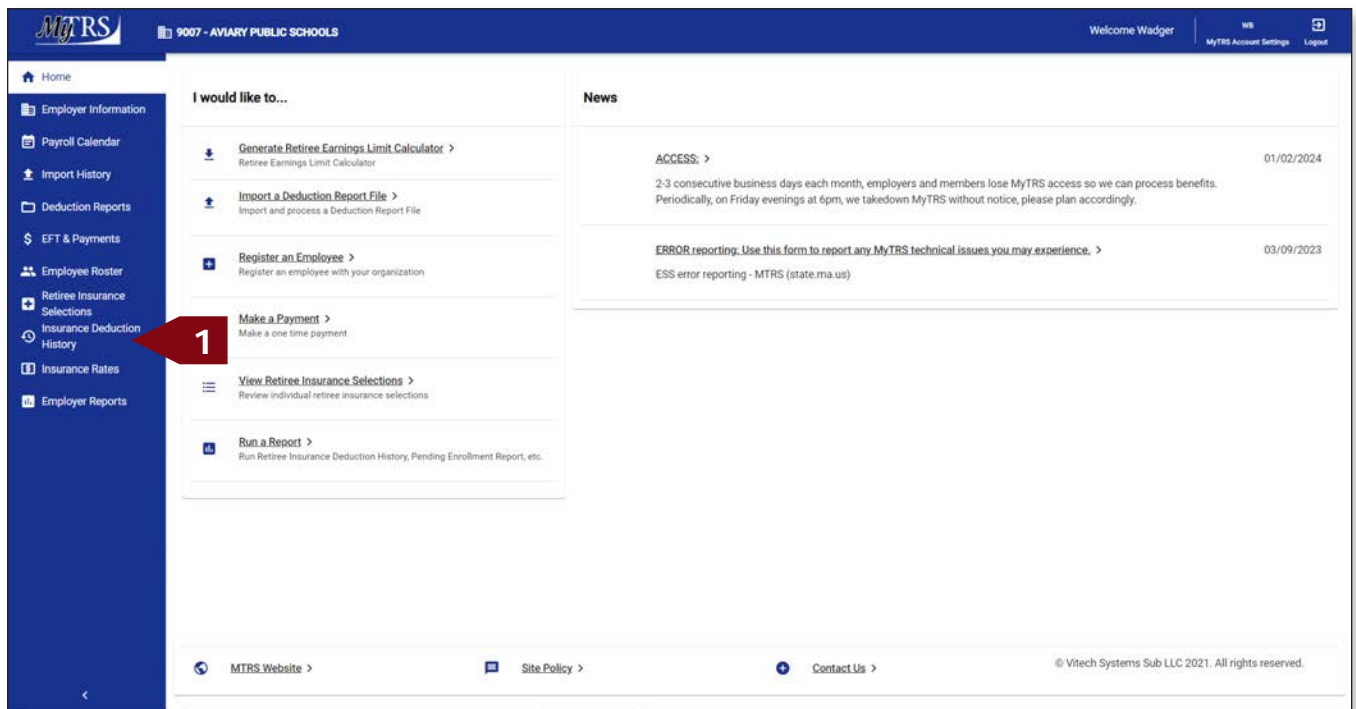 MyTRS
9007 - AVIARY PUBLIC SCHOOLS
Welcome Wadger
WB
MyTRS Account Settings
Logout
Home
Employer Information
Payroll Calendar
Import History
Deduction Reports
EFT & Payments
Employee Roster
Retiree Insurance
Selections
Insurance Deduction
History
Insurance Rates
Employer Reports
1
I would like to...
Generate Retiree Earnings Limit Calculator >
Retiree Earnings Limit Calculator
Import a Deduction Report File >
Import and process a Deduction Report File
Register an Employee >
Register an employee with your organization
Make a Payment >
Make a one time payment
View Retiree Insurance Selections >
Review individual retiree insurance selections
Run a Report >
Run Retiree Insurance Deduction History, Pending Enrollment Report, etc.
News
ACCESS: >
01/02/2024
2-3 consecutive business days each month, employers and members lose MyTRS access so we can process benefits.
Periodically, on Friday evenings at 6pm, we takedown MyTRS without notice, please plan accordingly.
ERROR reporting: Use this form to report any MyTRS technical issues you may experience. >
03/09/2023
ESS error reporting - MTRS (state.ma.us)
MTRS Website >
Site Policy >
Contact Us >
© Vitech Systems Sub LLC 2021. All rights reserved.